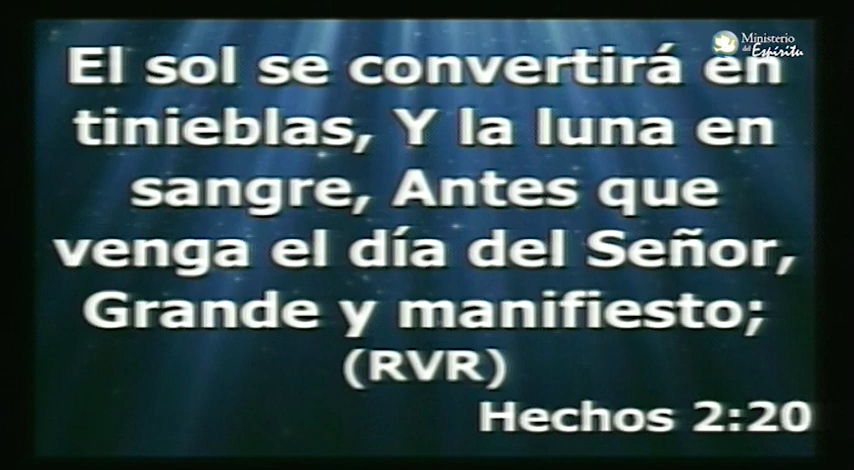 Ministerio
del Espíritu
El sol se convertirá en
tinieblas, Y la luna en
sangre, Antes que
venga el día del Señor,
Grande y manifiesto;
(RVR)
Hechos 2:20